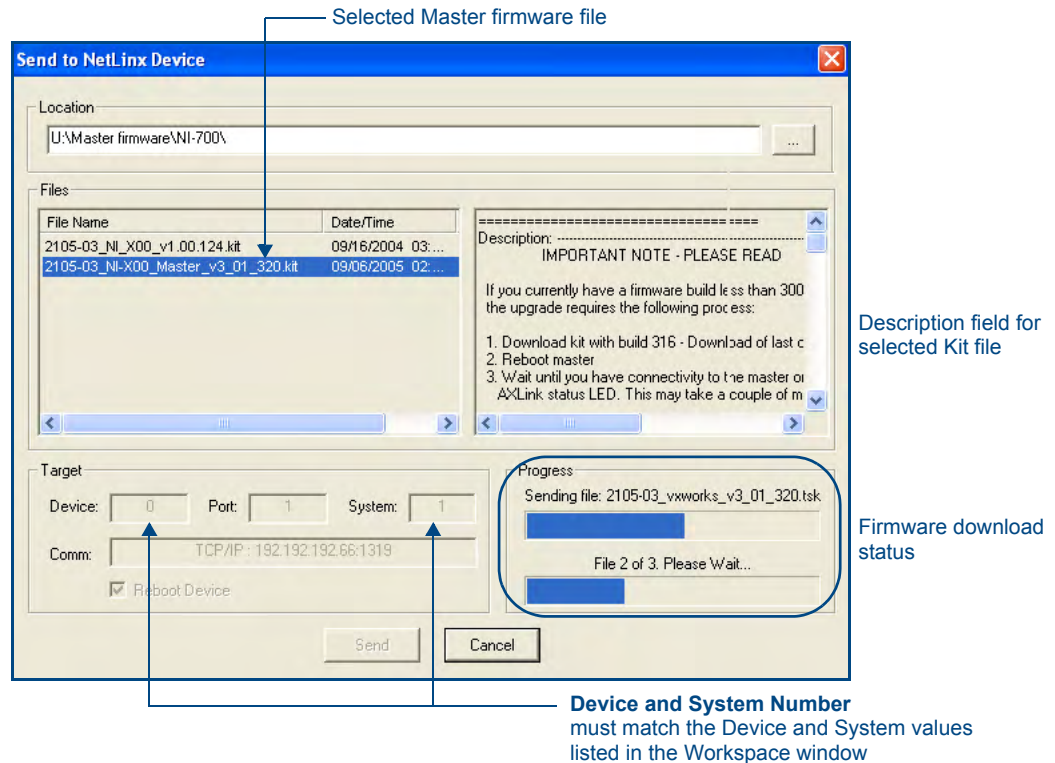 Selected Master firmware file
Send to NetLinx Device
Location
U:\Master firmware\NI-700\
...
Files
File Name Date/Time
2105-03_NI_X00_v1.00.124.kit 09/16/2004 03:...
2105-03_NI-X00_Master_v3_01_320.kit 09/06/2005 02:...
===================================
Description: ---------------------------------------
IMPORTANT NOTE - PLEASE READ
If you currently have a firmware build less than 300
the upgrade requires the following process:
1. Download kit with build 316 - Download of last c
2. Reboot master
3. Wait until you have connectivity to the master or
AXLink status LED. This may take a couple of m
Description field for
selected Kit file
Target
Device: 0 Port: 1 System: 1
Comm: TCP/IP : 192.192.192.66:1319
Reboot Device
Progress
Sending file: 2105-03_vxworks_v3_01_320.tsk
File 2 of 3. Please Wait...
Firmware download
status
Send Cancel
Device and System Number
must match the Device and System values
listed in the Workspace window